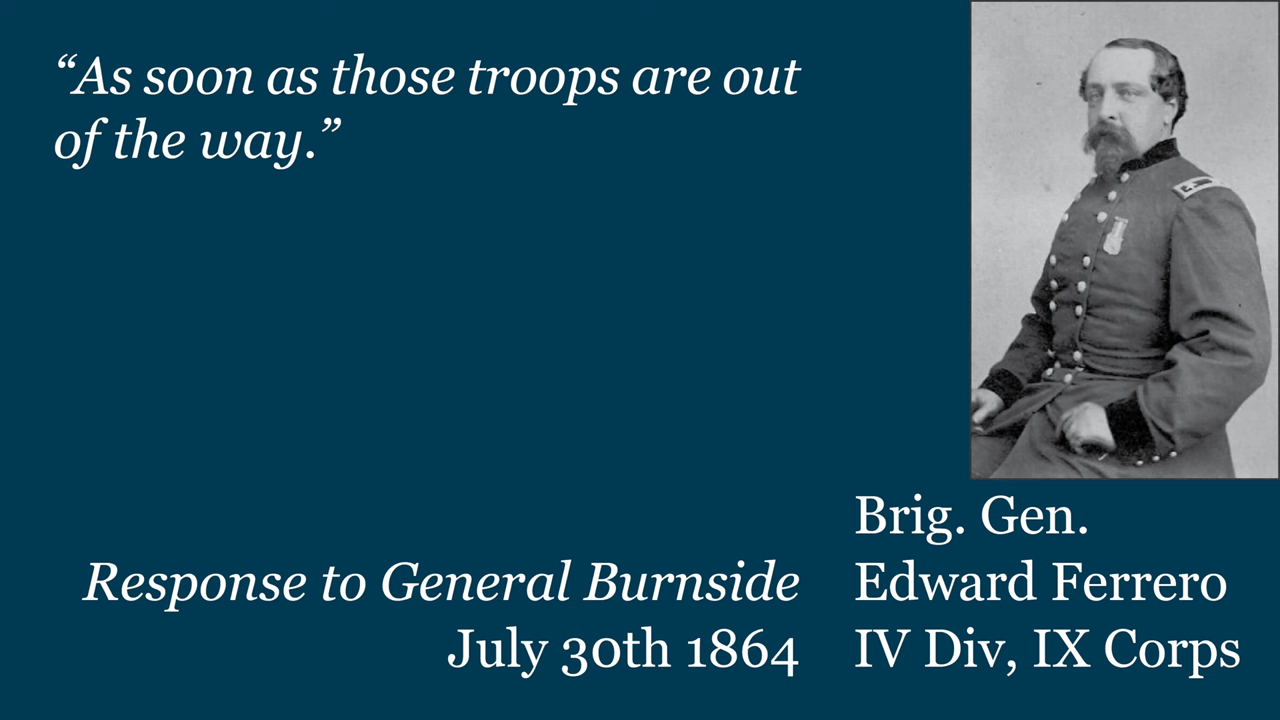 “As soon as those troops are out
of the way.”
Response to General Burnside
July 30th 1864
Brig. Gen.
Edward Ferrero
IV Div, IX Corps